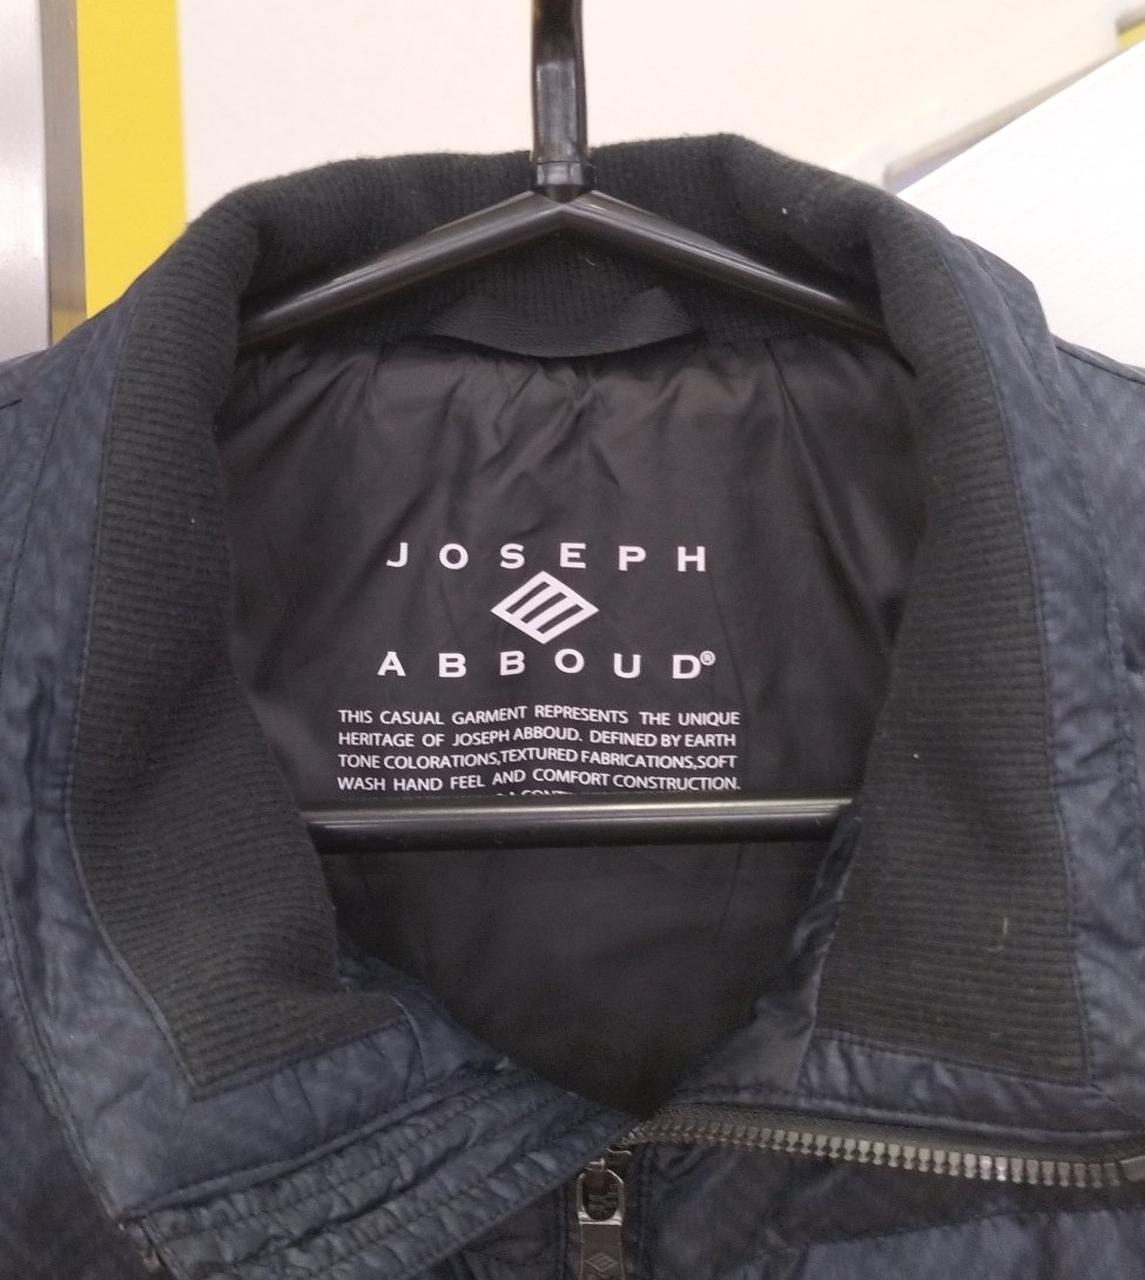 JOSEPH
ABBOUD®
THIS CASUAL GARMENT REPRESENTS THE UNIQUE
HERITAGE OF JOSEPH ABBOUD. DEFINED BY EARTH
TONE COLORATIONS,TEXTURED FABRICATIONS,SOFT
WASH HAND FEEL AND COMFORT CONSTRUCTION.